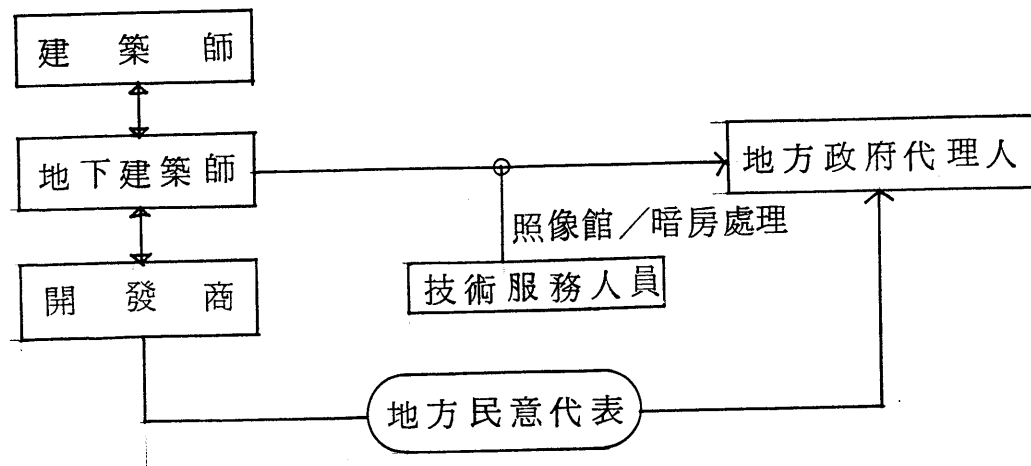 建築師
地下建築師
地方政府代理人
照像館／暗房處理
開發商
技術服務人員
地方民意代表